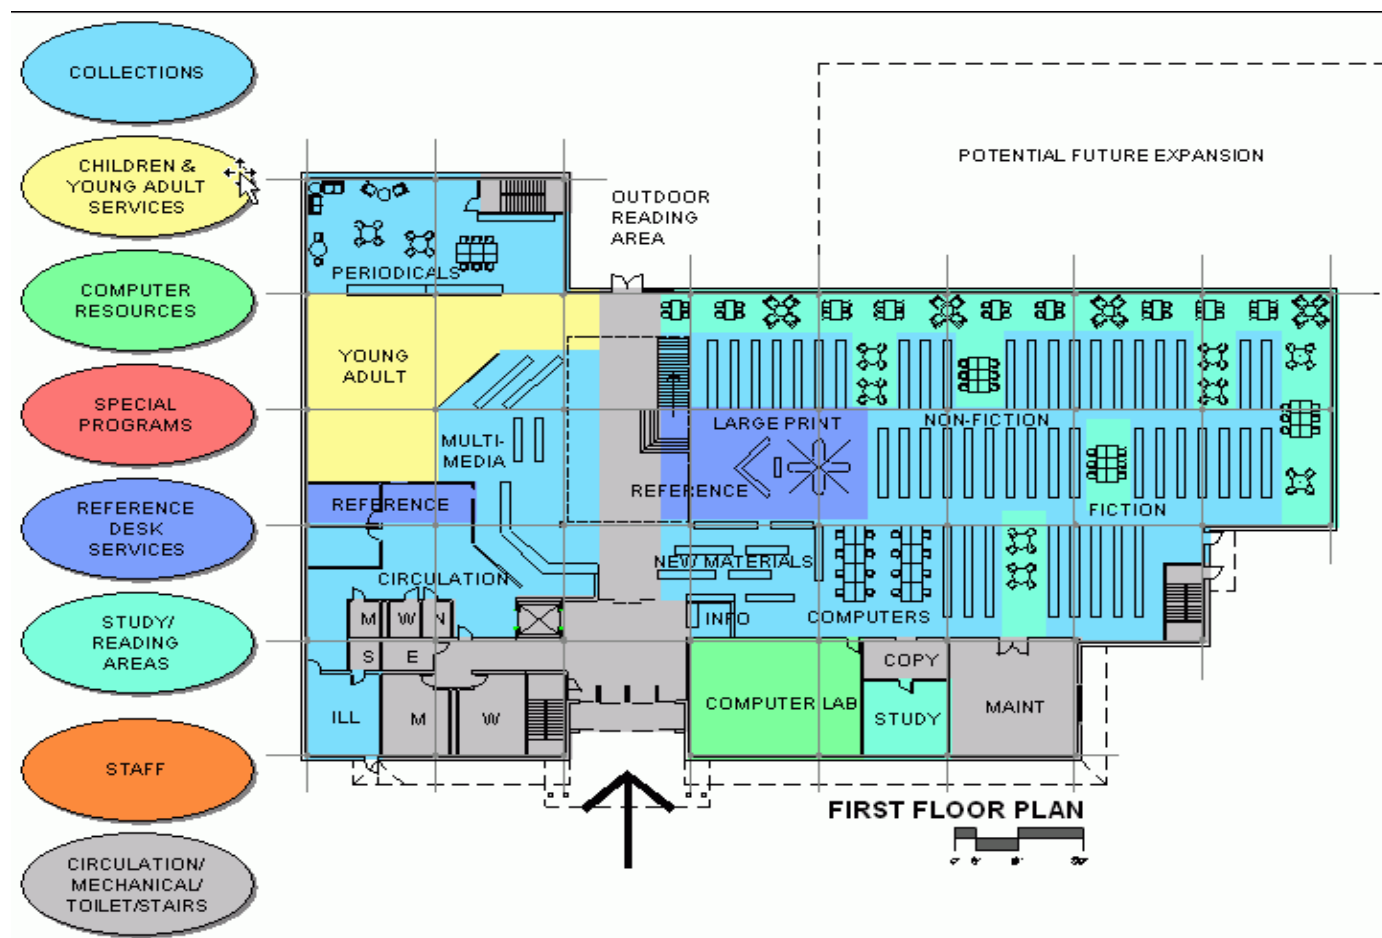 COLLECTIONS
CHILDREN &
YOUNG ADULT
SERVICES
COMPUTER
RESOURCES
SPECIAL
PROGRAMS
REFERENCE
DESK
SERVICES
STUDY/
READING
AREAS
STAFF
CIRCULATION/
MECHANICAL/
TOILET/STAIRS
POTENTIAL FUTURE EXPANSION
OUTDOOR
READING
AREA
PERIODICALS
YOUNG
ADULT
MULTI-
MEDIA
LARGE PRINT
NON-FICTION
REFERENCE
REFERENCE
FICTION
NEW MATERIALS
CIRCULATION
INFO
COMPUTERS
M W N
S E
ILL
M W
COMPUTER LAB
COPY
STUDY
MAINT
FIRST FLOOR PLAN